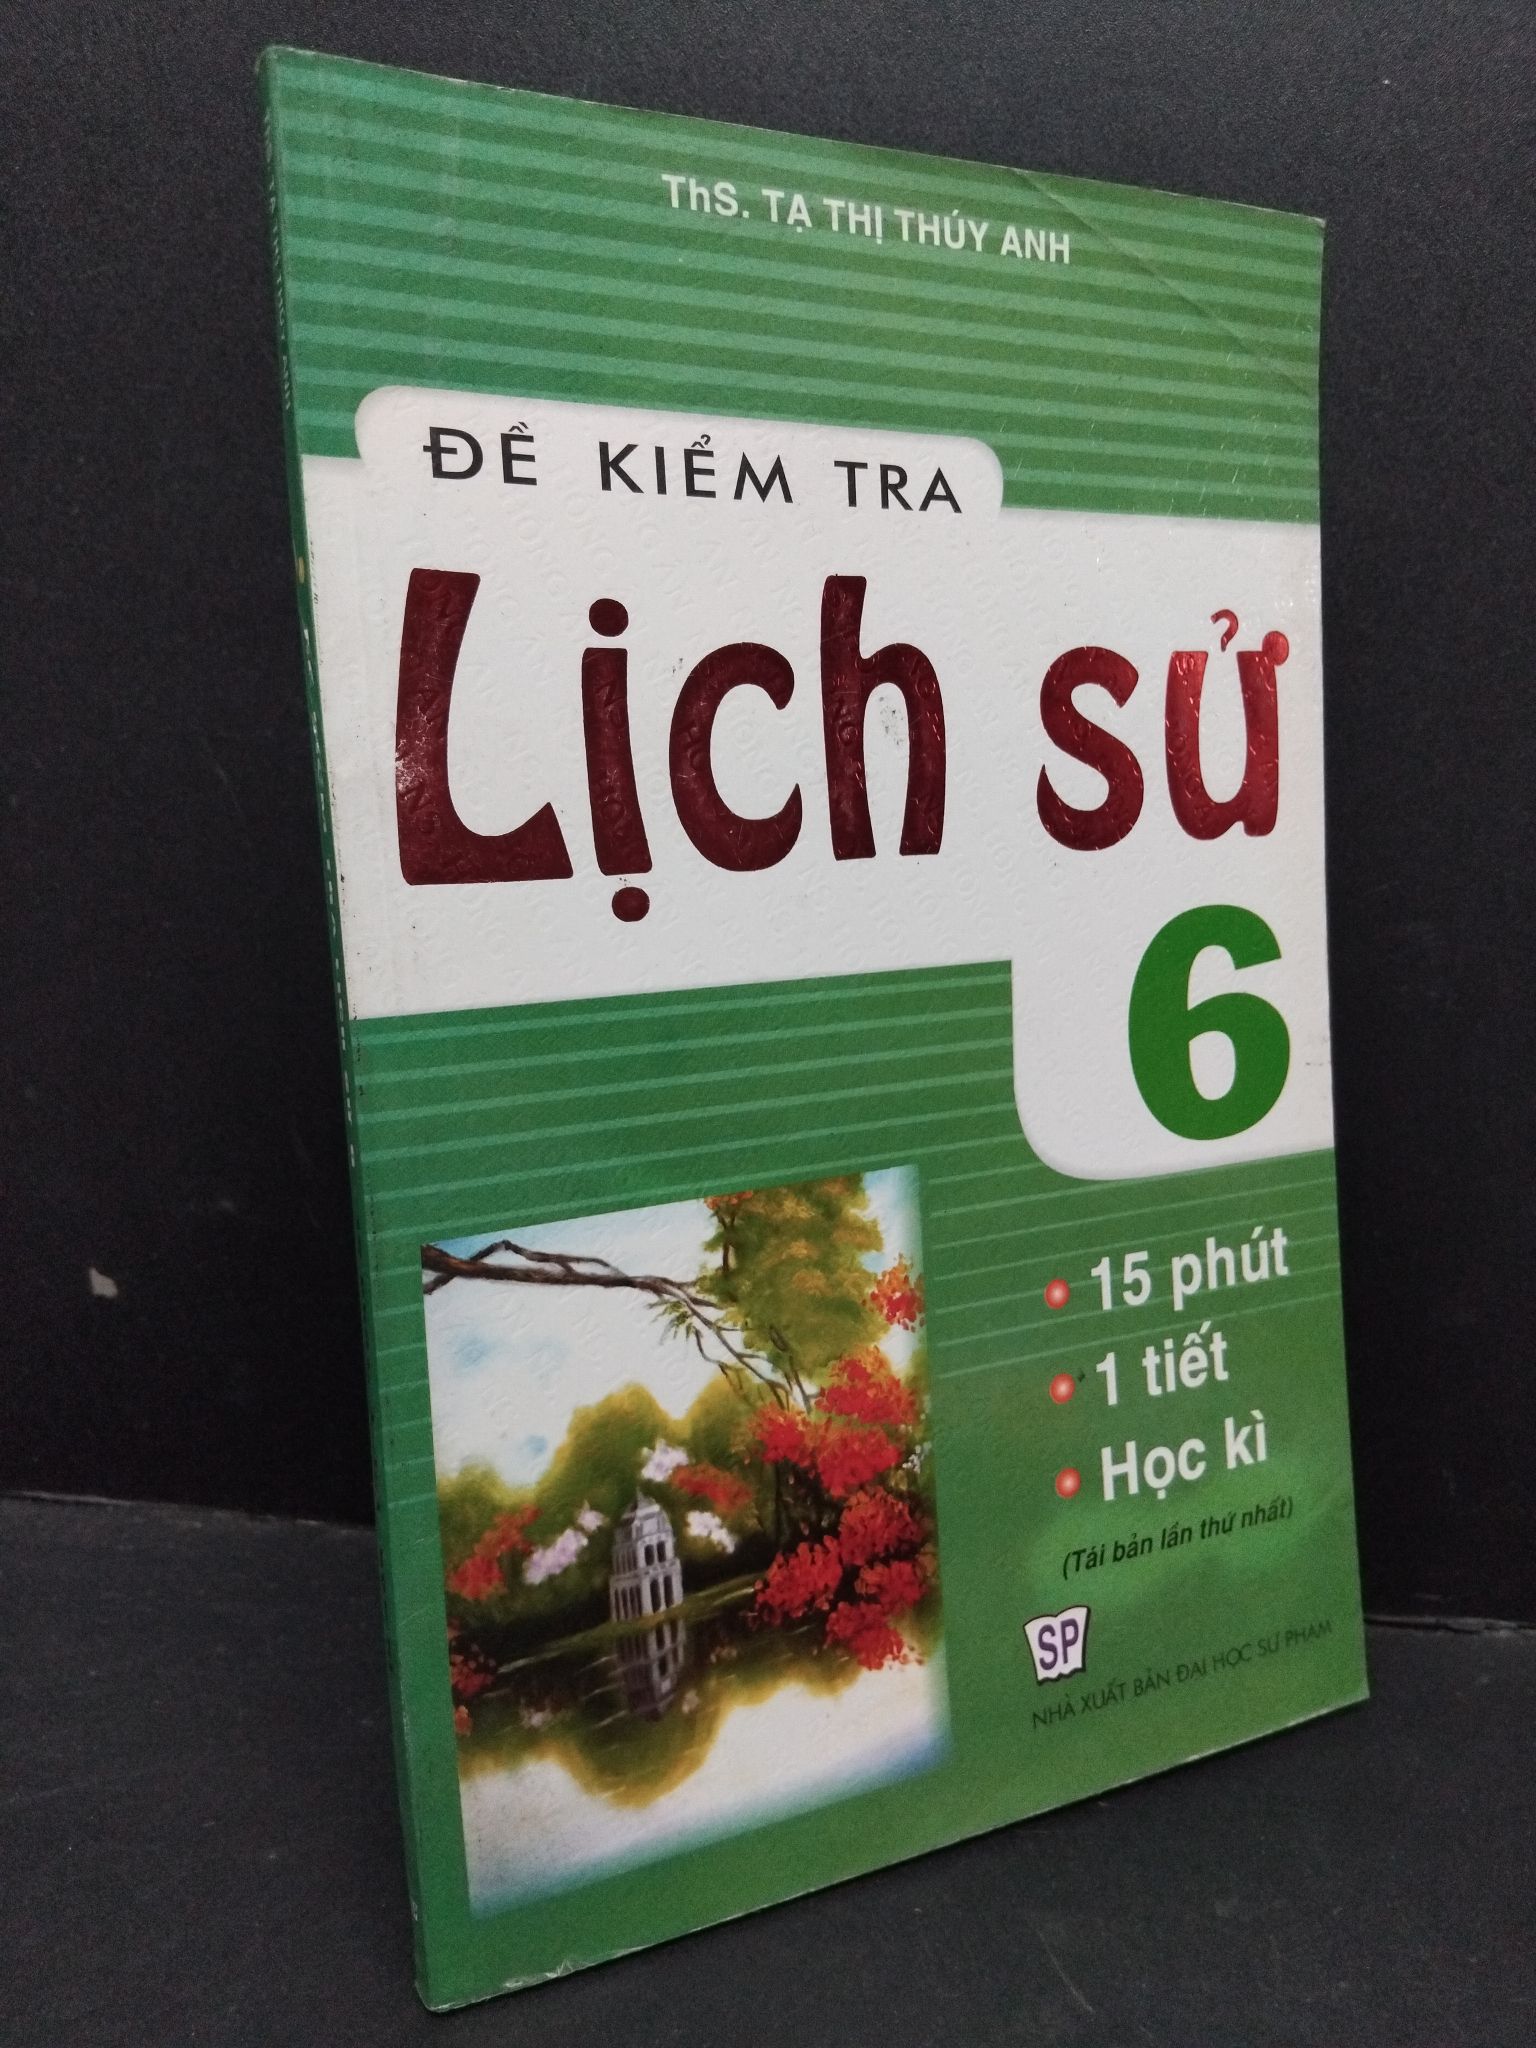 ThS. TẠ THỊ THÚY ANH
ĐỀ KIỂM TRA
Lịch sử
6
• 15 phút
• 1 tiết
• Học kì
(Tái bản lần thứ nhất)
SP
NHÀ XUẤT BẢN ĐẠI HỌC SƯ PHẠM